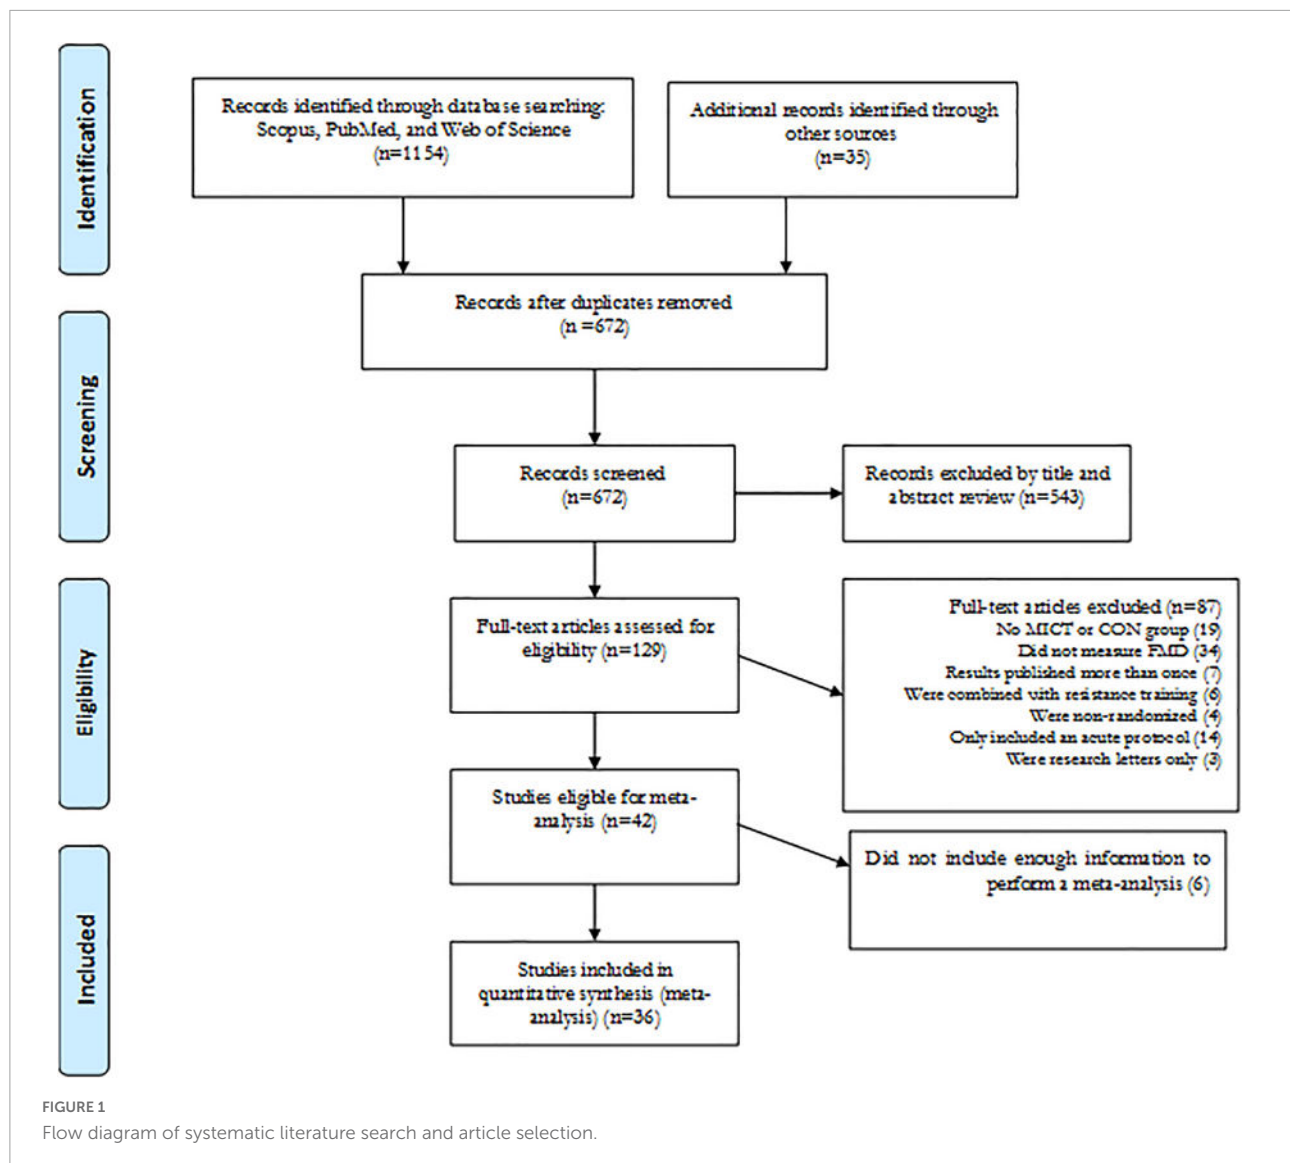 Identification
Records identified through database searching:
Scopus, PubMed, and Web of Science
(n=1154)
Additional records identified through
other sources
(n=35)
Records after duplicates removed
(n =672)
Screening
Records screened
(n=672)
Records excluded by title and
abstract review (n=543)
Eligibility
Full-text articles assessed for
eligibility (n=129)
Full-text articles excluded (n=87)
No MICT or CON group (19)
Did not measure FMD (34)
Results published more than once (7)
Were combined with resistance training (6)
Were non-randomized (4)
Only included an acute protocol (14)
Were research letters only (3)
Studies eligible for meta-
analysis (n=42)
Did not include enough information to
perform a meta-analysis (6)
Included
Studies included in
quantitative synthesis (meta-
analysis) (n=36)
FIGURE 1
Flow diagram of systematic literature search and article selection.